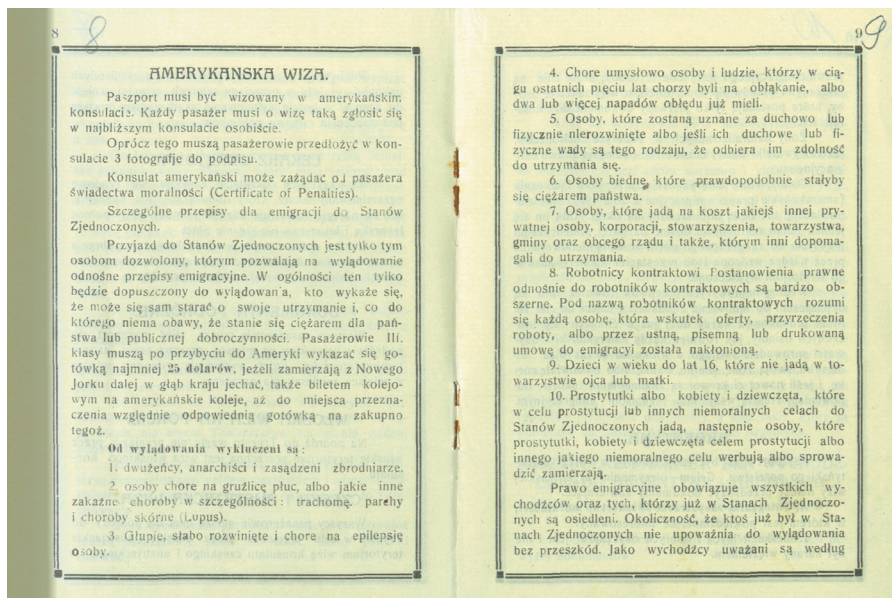 8 8
AMERYKAŃSKA WIZA.
Paszport musi być wizowany w amerykańskim
konsulacie. Każdy pasażer musi o wizę taką zgłosić się
w najbliższym konsulacie osobiście.
Oprócz tego muszą pasażerowie przedłożyć w kon-
sulacie 3 fotografje do podpisu.
Konsulat amerykański może zażądać od pasażera
świadectwa moralności (Certificate of Penalties).
Szczególne przepisy dla emigracji do Stanów
Zjednoczonych.
Przyjazd do Stanów Zjednoczonych jest tylko tym
osobom dozwolony, którym pozwalają na wylądowanie
odnośne przepisy emigracyjne. W ogólności ten tylko
będzie dopuszczony do wylądowania, kto wykaże się,
że może się sam starać o swoje utrzymanie i, co do
którego niema obawy, że stanie się ciężarem dla pań-
stwa lub publicznej dobroczynności. Pasażerowie III.
klasy muszą po przybyciu do Ameryki wykazać się go-
tówką najmniej 25 dolarów, jeżeli zamierzają z Nowego
Jorku dalej w głąb kraju jechać, także biletem kolejo-
wym na amerykańskie koleje, aż do miejsca przezna-
czenia względnie odpowiednią gotówką na zakupno
tegoż.
Od wylądowania wykluczeni są :
1. dwużeńcy, anarchiści i zasądzeni zbrodniarze.
2. osoby chore na gruźlicę płuc, albo jakie inne
zakaźne choroby w szczególności: trachomę, parchy
i choroby skórne (Lupus).
3. Głupie, słabo rozwinięte i chore na epilepsję
osoby.
9 9
4. Chore umysłowo osoby i ludzie, którzy w cią-
gu ostatnich pięciu lat chorzy byli na obłąkanie, albo
dwa lub więcej napadów obłędu już mieli.
5. Osoby, które zostaną uznane za duchowo lub
fizycznie nierozwinięte albo jeśli ich duchowe lub fi-
zyczne wady są tego rodzaju, że odbiera im zdolność
do utrzymania się.
6. Osoby biedne, które prawdopodobnie stałyby
się ciężarem państwa.
7. Osoby, które jadą na koszt jakiejś innej pry-
watnej osoby, korporacji, stowarzyszenia, towarzystwa,
gminy oraz obcego rządu i także, którym inni dopoma-
gali do utrzymania.
8. Robotnicy kontraktowi Postanowienia prawne
odnośnie do robotników kontraktowych są bardzo ob-
szerne. Pod nazwą robotników kontraktowych rozumi
się każdą osobę, która wskutek oferty, przyrzeczenia
roboty, albo przez ustną, pisemną lub drukowaną
umowę do emigracyi została nakłonioną.
9. Dzieci w wieku do lat 16, które nie jadą w to-
warzystwie ojca lub matki.
10. Prostytutki albo kobiety i dziewczęta, które
w celu prostytucji lub innych niemoralnych celach do
Stanów Zjednoczonych jadą, następnie osoby, które
prostytutki, kobiety i dziewczęta celem prostytucji albo
innego jakiego niemoralnego celu werbują albo sprowa-
dzić zamierzają.
Prawo emigracyjne obowiązuje wszystkich wy-
chodźców oraz tych, którzy już w Stanach Zjednoczo-
nych są osiedleni. Okoliczność, że ktoś już był w Sta-
nach Zjednoczonych nie upoważnia do wylądowania
bez przeszkód. Jako wychodźcy uważani są według